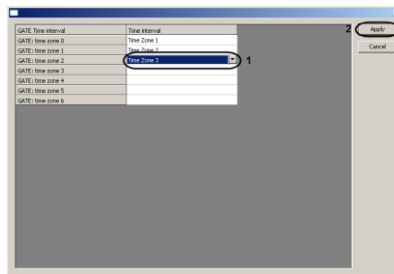 GATE Time interval Time interval
GATE: time zone 0 Time Zone 1
GATE: time zone 1 Time Zone 2
GATE: time zone 2 Time Zone 3 1
GATE: time zone 3
GATE: time zone 4
GATE: time zone 5
GATE: time zone 6
2 Apply
Cancel